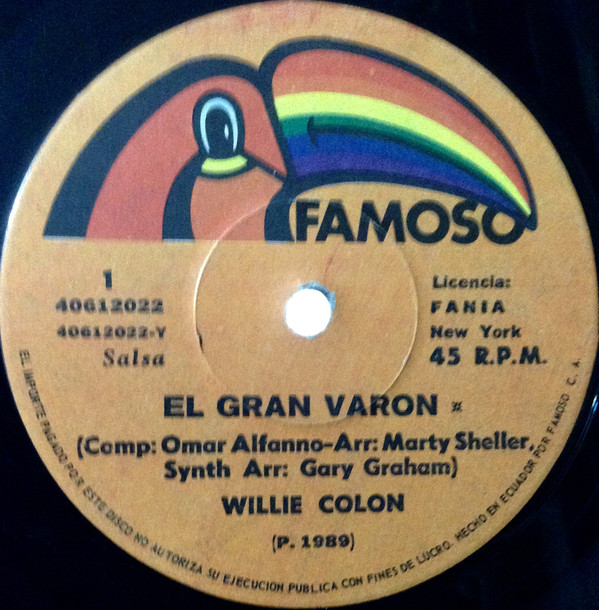 FAMOSO
1
40612022
40612022-Y
Salsa
Licencia:
FANIA
New York
45 R.P.M.
EL GRAN VARON *
(Comp: Omar Alfanno-Arr: Marty Sheller,
Synth Arr: Gary Graham)
WILLIE COLON
(P. 1989)
EL IMPORTE PAGADO POR ESTE DISCO NO AUTORIZA SU EJECUCION PUBLICA CON FINES DE LUCRO. HECHO EN ECUADOR POR FAMOSO C. A.